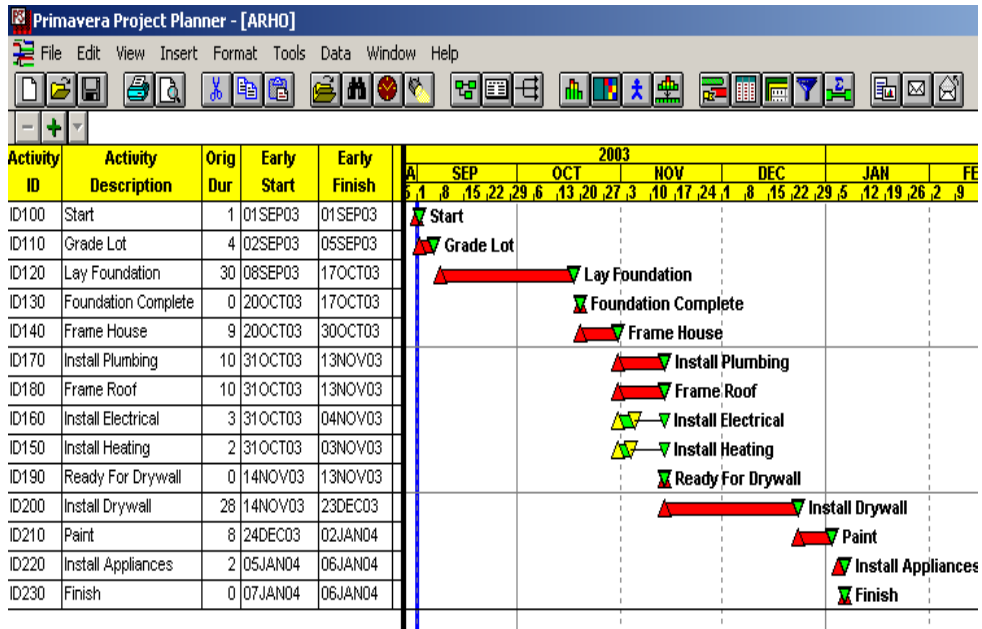 Primavera Project Planner - [ARHO]
File Edit View Insert Format Tools Data Window Help
Activity Activity Orig Early Early
ID Description Dur Start Finish
2003
A SEP OCT NOV DEC JAN FE
5 ,1 ,8 ,15 ,22 ,29 ,6 ,13 ,20 ,27 ,3 ,10 ,17 ,24 ,1 ,8 ,15 ,22 ,29 ,5 ,12 ,19 ,26 ,2 ,9
ID100 Start 1 01SEP03 01SEP03 Start
ID110 Grade Lot 4 02SEP03 05SEP03 Grade Lot
ID120 Lay Foundation 30 08SEP03 17OCT03 Lay Foundation
ID130 Foundation Complete 0 20OCT03 17OCT03 Foundation Complete
ID140 Frame House 9 20OCT03 30OCT03 Frame House
ID170 Install Plumbing 10 31OCT03 13NOV03 Install Plumbing
ID180 Frame Roof 10 31OCT03 13NOV03 Frame Roof
ID160 Install Electrical 3 31OCT03 04NOV03 Install Electrical
ID150 Install Heating 2 31OCT03 03NOV03 Install Heating
ID190 Ready For Drywall 0 14NOV03 13NOV03 Ready For Drywall
ID200 Install Drywall 28 14NOV03 23DEC03 Install Drywall
ID210 Paint 8 24DEC03 02JAN04 Paint
ID220 Install Appliances 2 05JAN04 06JAN04 Install Appliances
ID230 Finish 0 07JAN04 06JAN04 Finish